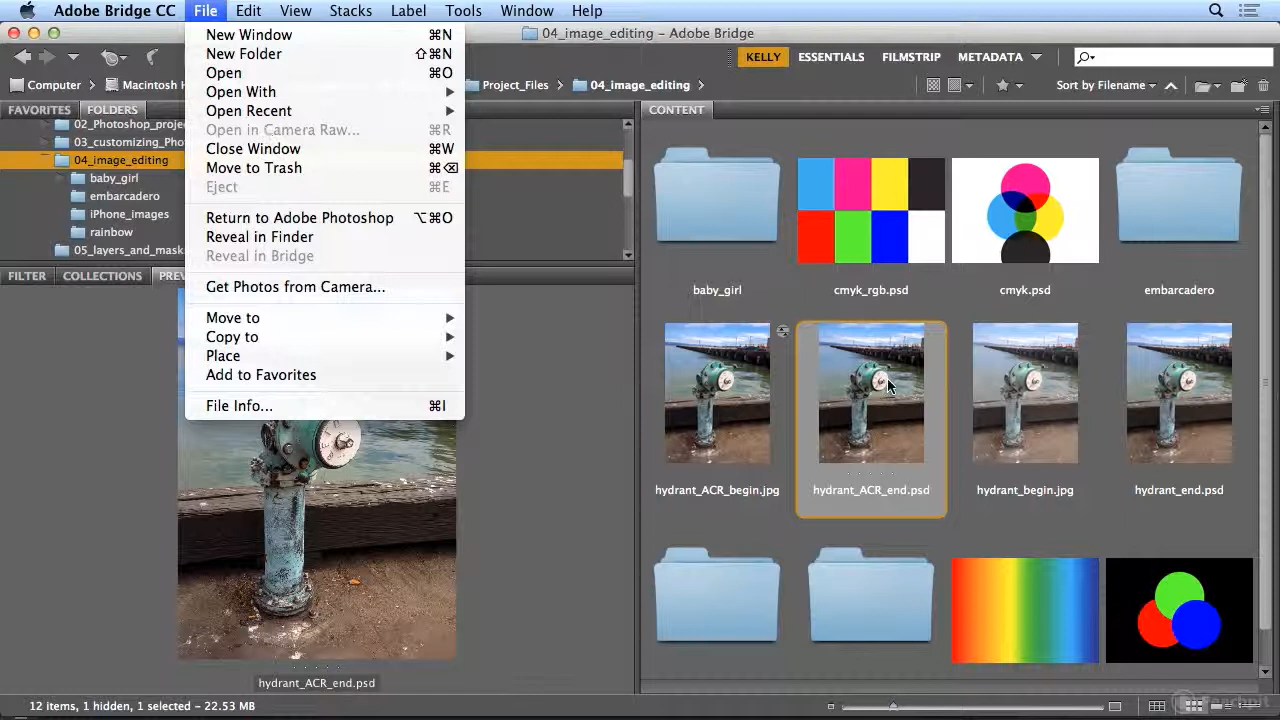 Adobe Bridge CC File Edit View Stacks Label Tools Window Help
04_image_editing – Adobe Bridge
KELLY ESSENTIALS FILMSTRIP METADATA
Computer Macintosh H Project_Files 04_image_editing Sort by Filename
FAVORITES FOLDERS
02_Photoshop_proje
03_customizing_Pho
04_image_editing
baby_girl
embarcadero
iPhone_images
rainbow
05_layers_and_mask
FILTER COLLECTIONS PREV
New Window ⌘N
New Folder ⇧⌘N
Open ⌘O
Open With
Open Recent
Open in Camera Raw... ⌘R
Close Window ⌘W
Move to Trash ⌘⌫
Eject ⌘E
Return to Adobe Photoshop ⌥⌘O
Reveal in Finder
Reveal in Bridge
Get Photos from Camera...
Move to
Copy to
Place
Add to Favorites
File Info... ⌘I
hydrant_ACR_end.psd
CONTENT
baby_girl cmyk_rgb.psd cmyk.psd embarcadero
hydrant_ACR_begin.jpg hydrant_ACR_end.psd hydrant_begin.jpg hydrant_end.psd
12 items, 1 hidden, 1 selected – 22.53 MB